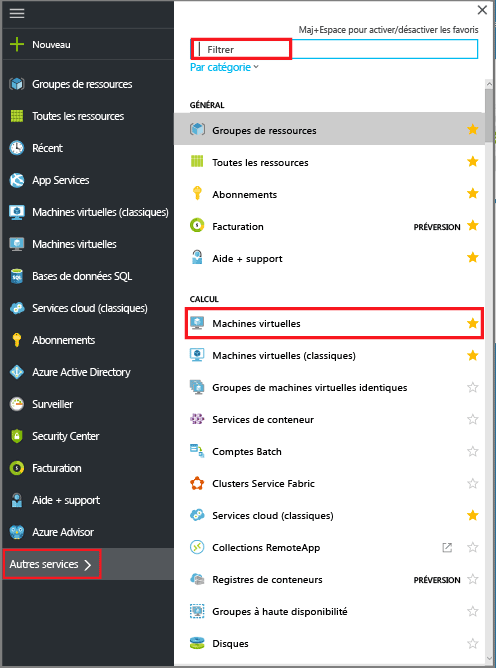 Nouveau
Groupes de ressources
Toutes les ressources
Récent
App Services
Machines virtuelles (classiques)
Machines virtuelles
Bases de données SQL
Services cloud (classiques)
Abonnements
Azure Active Directory
Surveiller
Security Center
Facturation
Aide + support
Azure Advisor
Autres services
Maj+Espace pour activer/désactiver les favoris
Filtrer
Par catégorie
GÉNÉRAL
Groupes de ressources
Toutes les ressources
Abonnements
Facturation PRÉVERSION
Aide + support
CALCUL
Machines virtuelles
Machines virtuelles (classiques)
Groupes de machines virtuelles identiques
Services de conteneur
Comptes Batch
Clusters Service Fabric
Services cloud (classiques)
Collections RemoteApp
Registres de conteneurs PRÉVERSION
Groupes à haute disponibilité
Disques